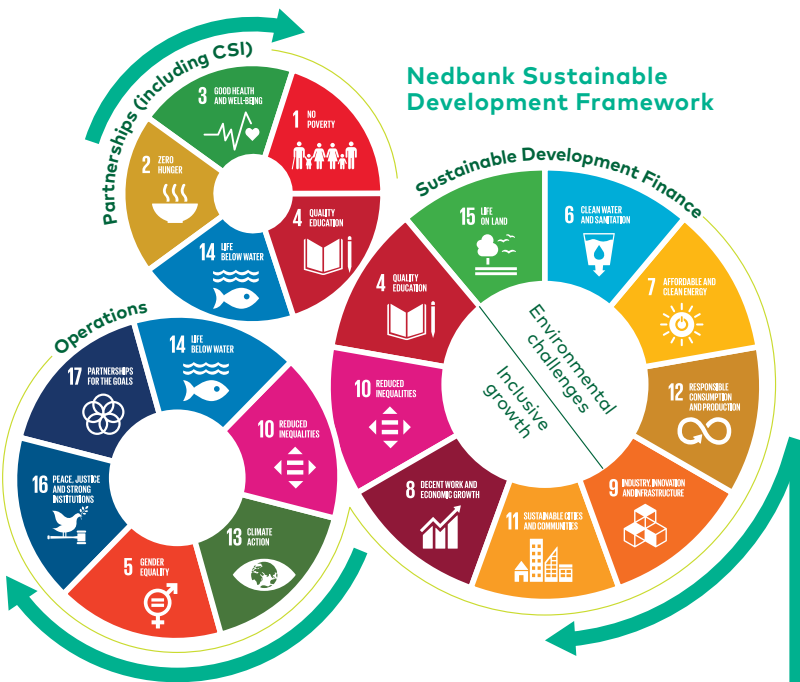 Nedbank Sustainable
Development Framework
Partnerships (including CSI)
3 GOOD HEALTH
AND WELL-BEING
1 NO
POVERTY
2 ZERO
HUNGER
4 QUALITY
EDUCATION
14 LIFE
BELOW WATER
Sustainable Development Finance
15 LIFE
ON LAND
6 CLEAN WATER
AND SANITATION
4 QUALITY
EDUCATION
7 AFFORDABLE AND
CLEAN ENERGY
Environmental
challenges
Inclusive
growth
10 REDUCED
INEQUALITIES
12 RESPONSIBLE
CONSUMPTION
AND PRODUCTION
8 DECENT WORK AND
ECONOMIC GROWTH
9 INDUSTRY, INNOVATION
AND INFRASTRUCTURE
11 SUSTAINABLE CITIES
AND COMMUNITIES
Operations
14 LIFE
BELOW WATER
17 PARTNERSHIPS
FOR THE GOALS
10 REDUCED
INEQUALITIES
16 PEACE, JUSTICE
AND STRONG
INSTITUTIONS
13 CLIMATE
ACTION
5 GENDER
EQUALITY